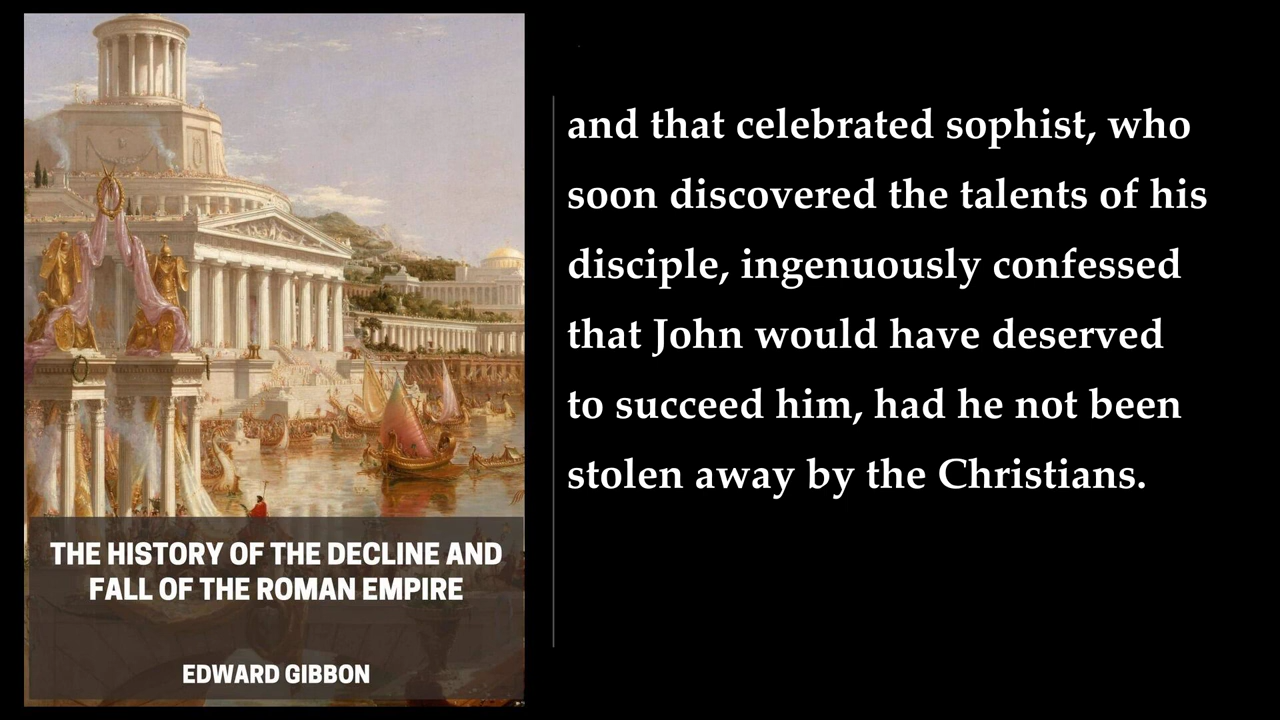 and that celebrated sophist, who
soon discovered the talents of his
disciple, ingenuously confessed
that John would have deserved
to succeed him, had he not been
stolen away by the Christians.
THE HISTORY OF THE DECLINE AND
FALL OF THE ROMAN EMPIRE
EDWARD GIBBON